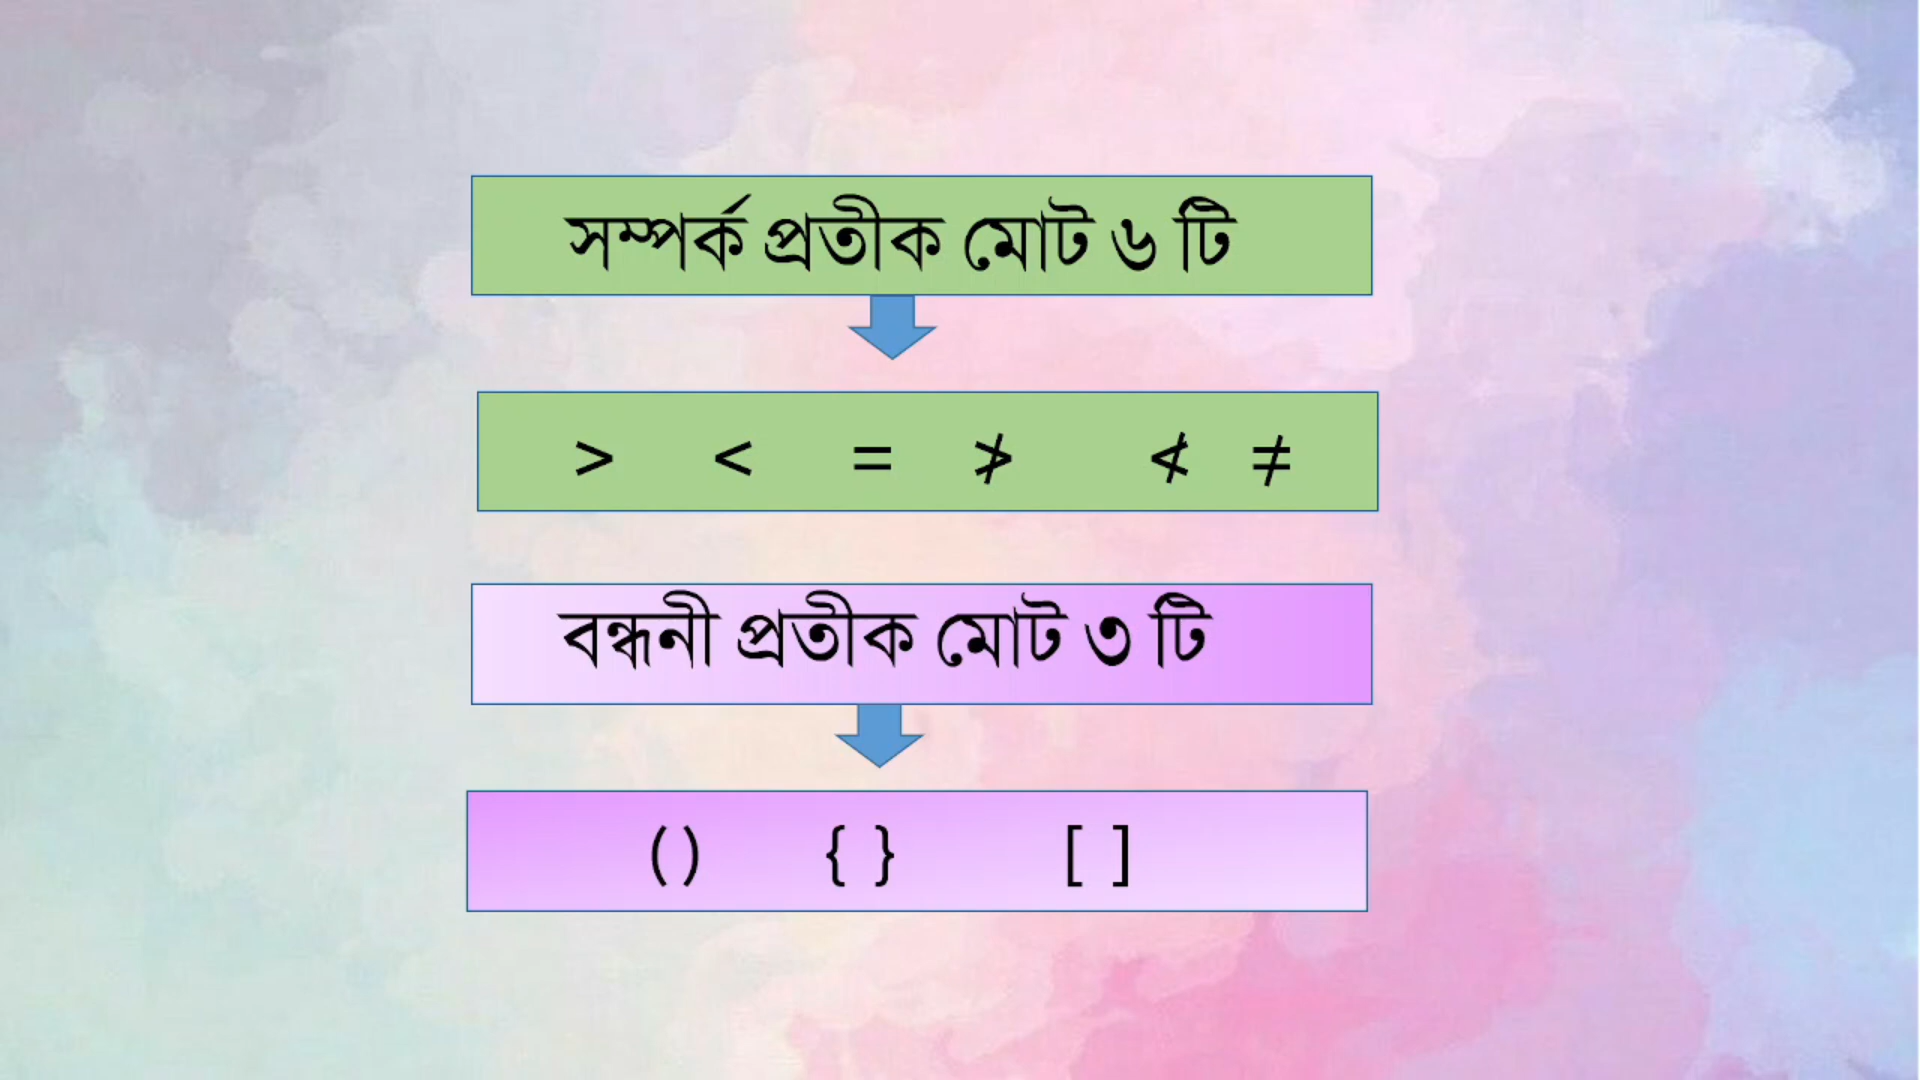 সম্পর্ক প্রতীক মোট ৬ টি
> < = ≯ ≮ ≠
বন্ধনী প্রতীক মোট ৩ টি
( ) { } [ ]